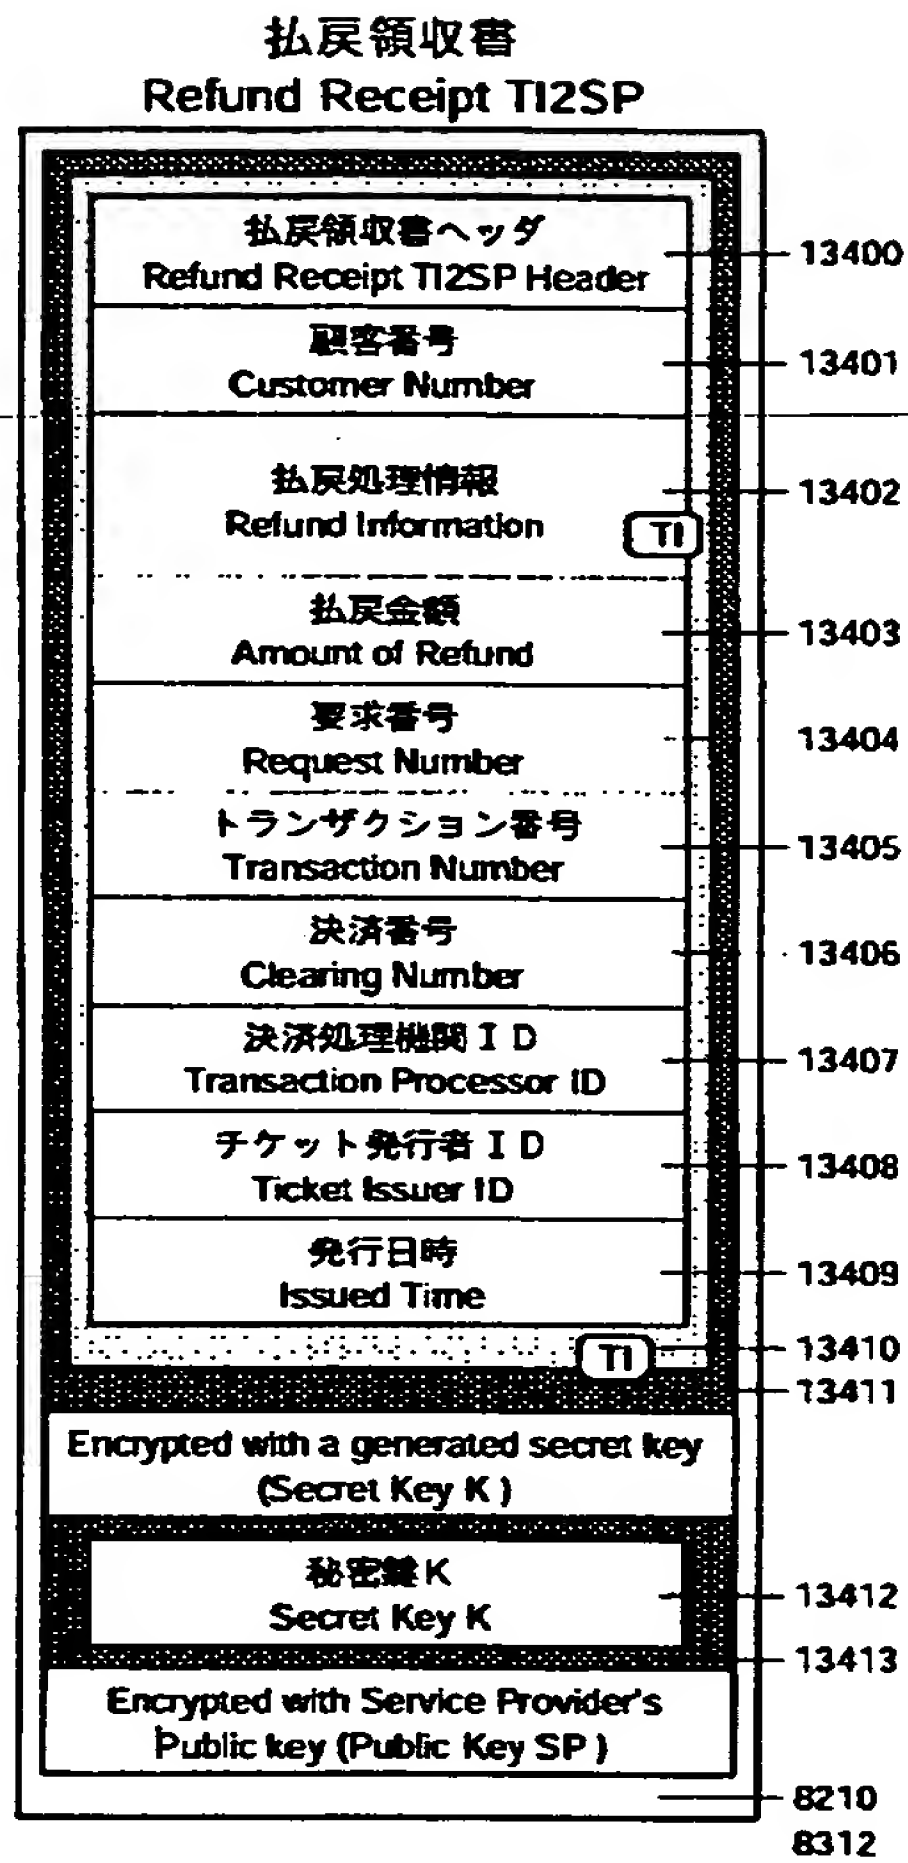 払戻領収書
Refund Receipt TI2SP
払戻領収書ヘッダ
Refund Receipt TI2SP Header
13400
顧客番号
Customer Number
13401
払戻処理情報
Refund Information
13402
TI
払戻金額
Amount of Refund
13403
要求番号
Request Number
13404
トランザクション番号
Transaction Number
13405
決済番号
Clearing Number
13406
決済処理機関ID
Transaction Processor ID
13407
チケット発行者ID
Ticket Issuer ID
13408
発行日時
Issued Time
13409
TI
13410
13411
Encrypted with a generated secret key
(Secret Key K )
秘密鍵K
Secret Key K
13412
13413
Encrypted with Service Provider's
Public key (Public Key SP )
8210
8312